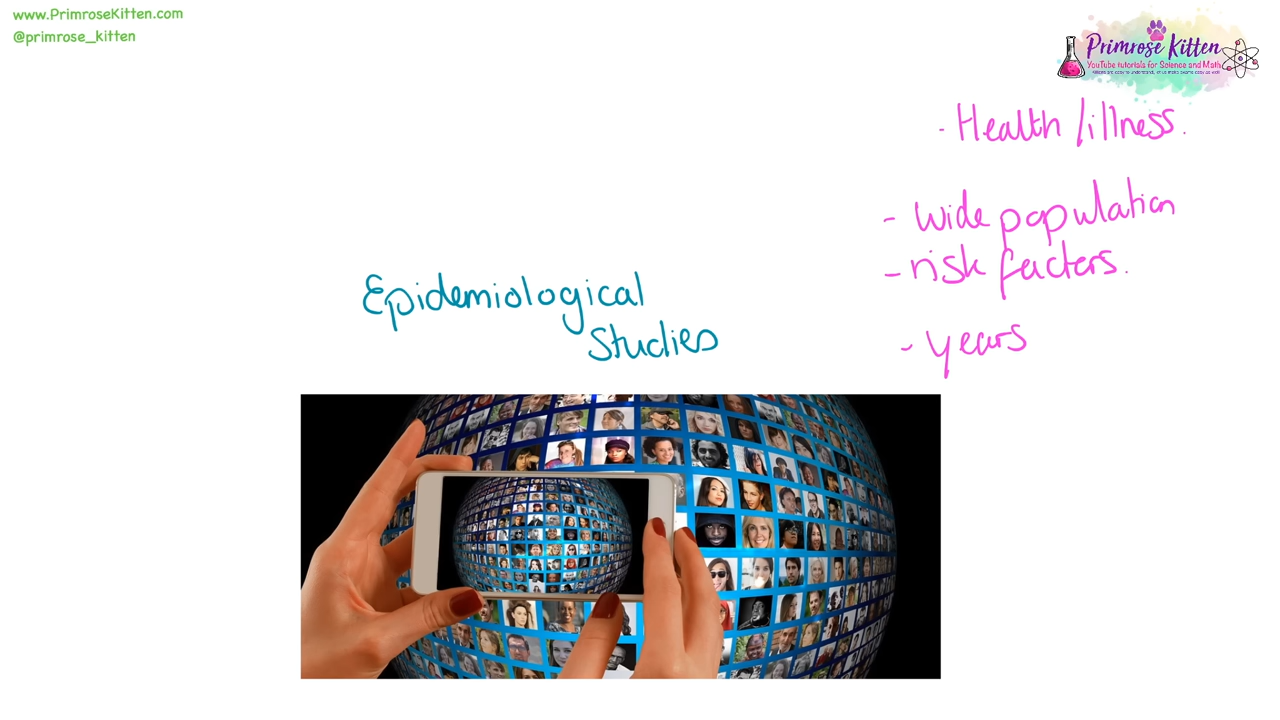 www.PrimroseKitten.com
@primrose_kitten
Primrose Kitten
YouTube tutorials for Science and Math
- Health/illness.
- wide population
- risk factors.
- years
Epidemiological
Studies